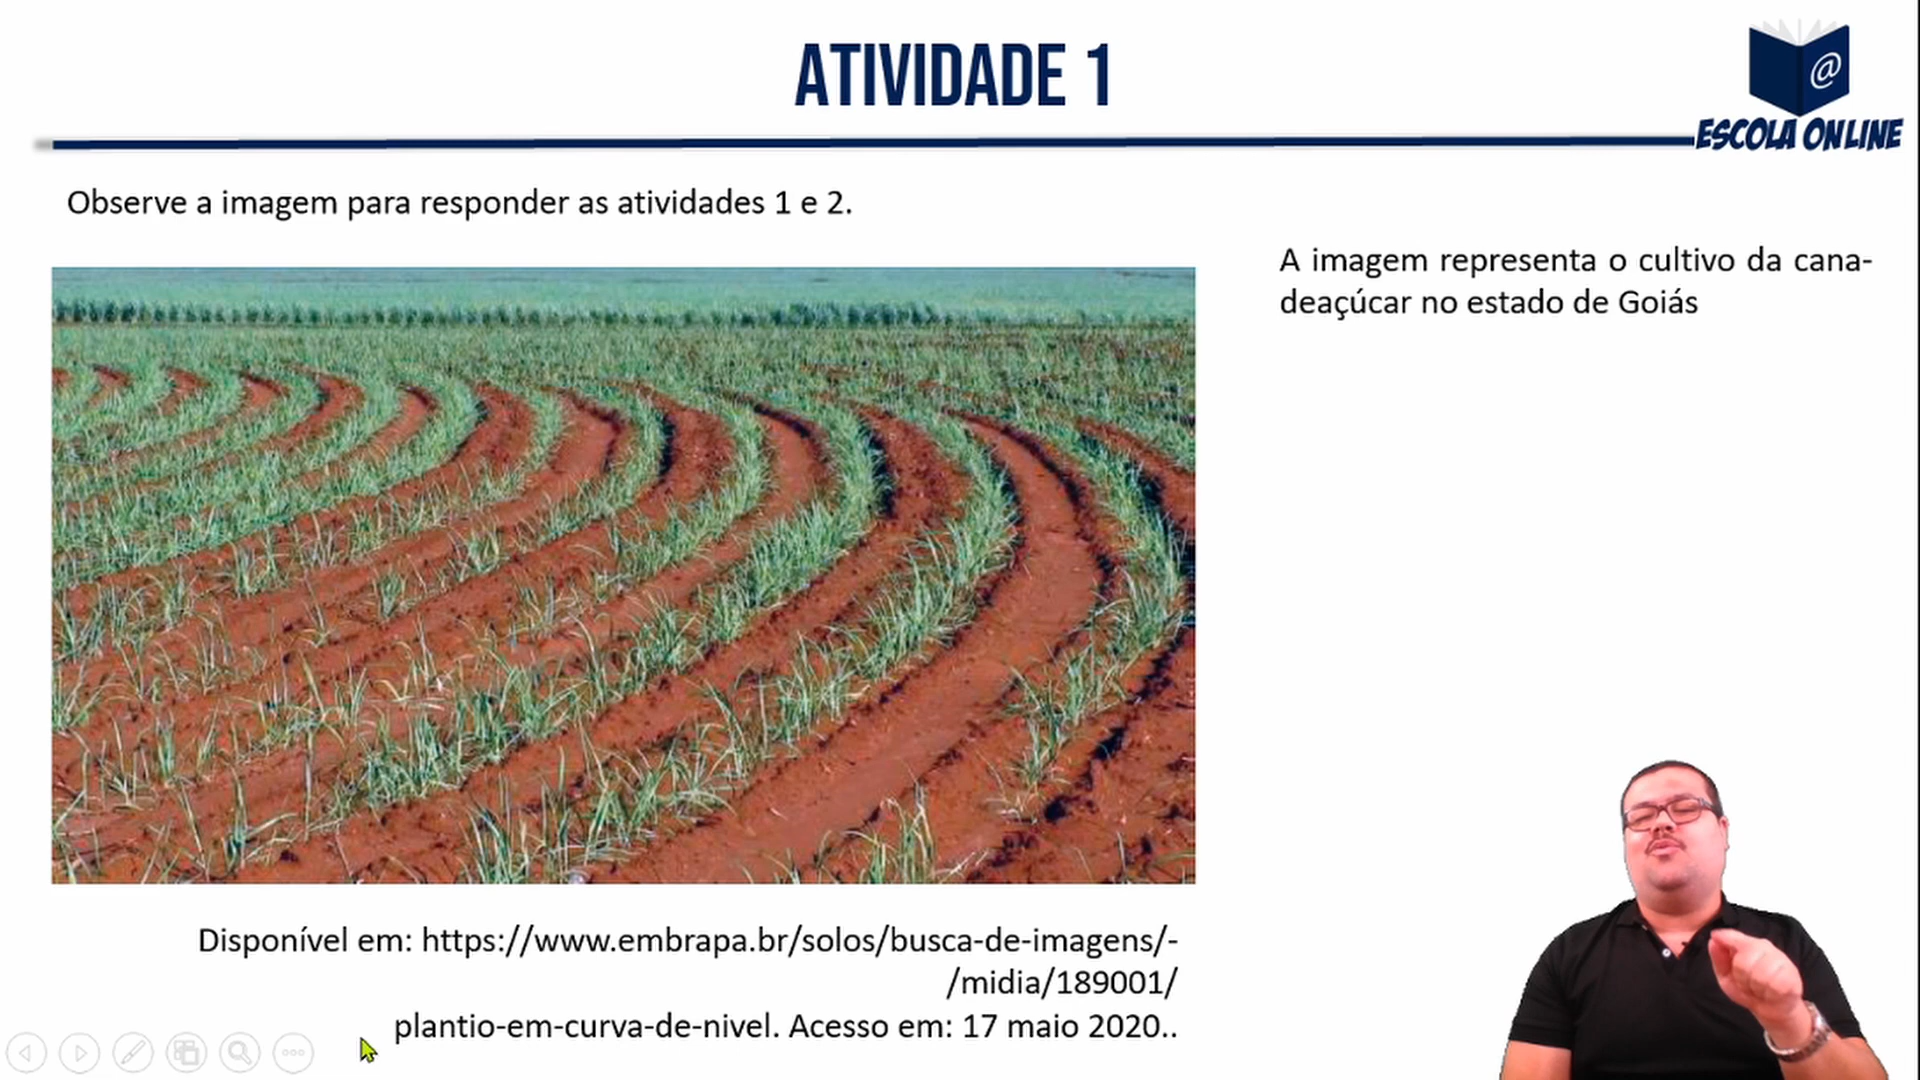 ATIVIDADE 1
@
ESCOLA ONLINE
Observe a imagem para responder as atividades 1 e 2.
A imagem representa o cultivo da cana-
deaçúcar no estado de Goiás
Disponível em: https://www.embrapa.br/solos/busca-de-imagens/-
/midia/189001/
plantio-em-curva-de-nivel. Acesso em: 17 maio 2020..